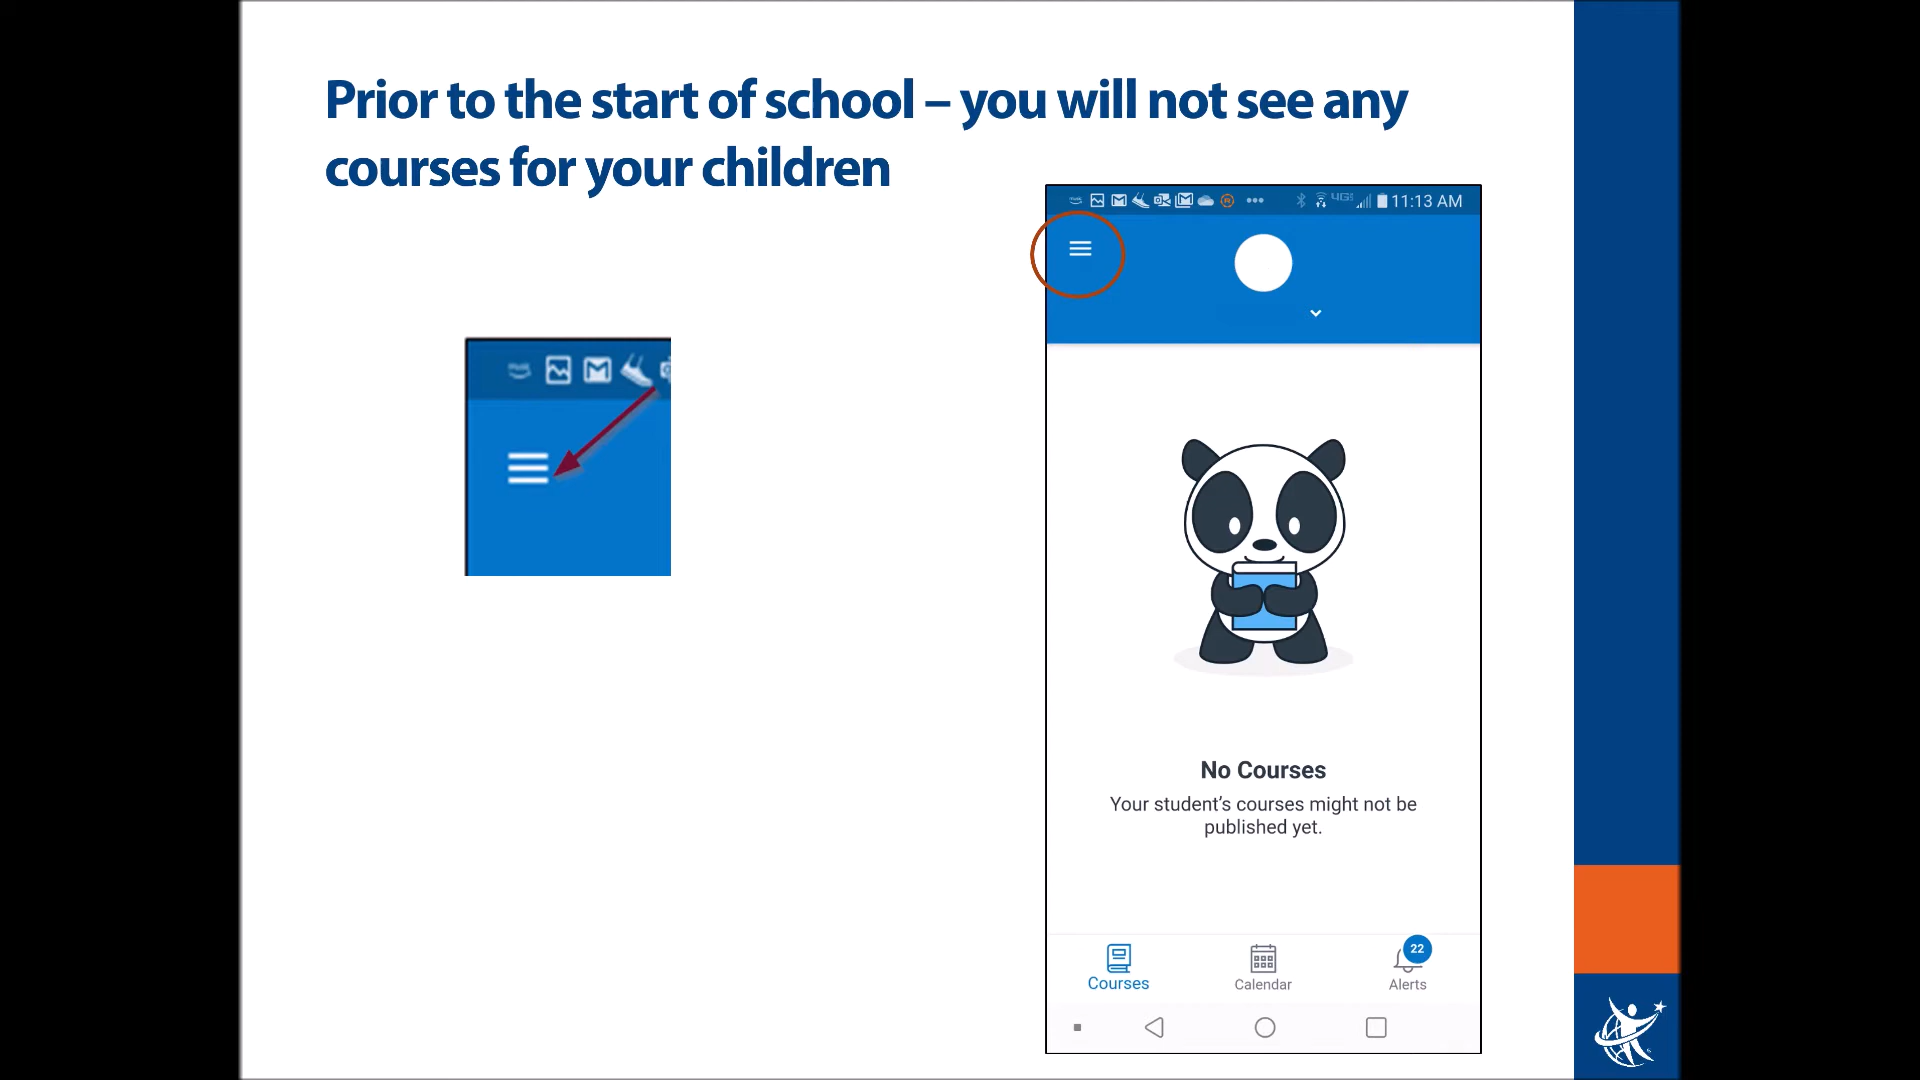 Prior to the start of school – you will not see any
courses for your children
11:13 AM
No Courses
Your student’s courses might not be
published yet.
22
Courses
Calendar
Alerts